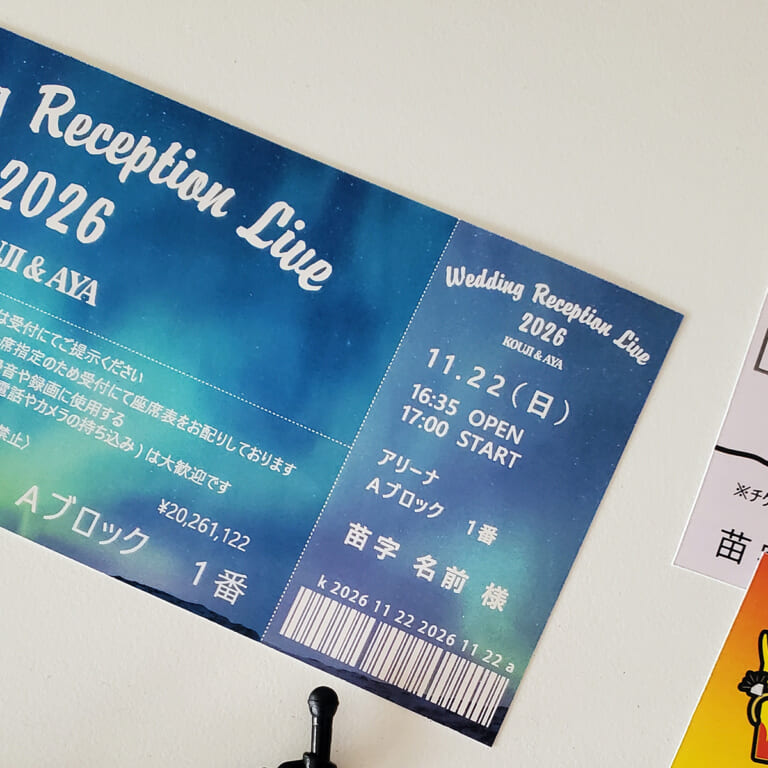 Reception Live
2026
& AYA
は受付にてご提示ください
席指定のため受付にて座席表をお配りしております
音や録画に使用する
電話やカメラの持ち込み）は大歓迎です
禁止〉
¥20,261,122
Aブロック 1番
Wedding Reception Live
2026
KOUJI & AYA
11.22（日）
16:35 OPEN
17:00 START
アリーナ
Aブロック 1番
苗字 名前 様
k 2026 11 22 2026 11 22 a
※チケ
苗